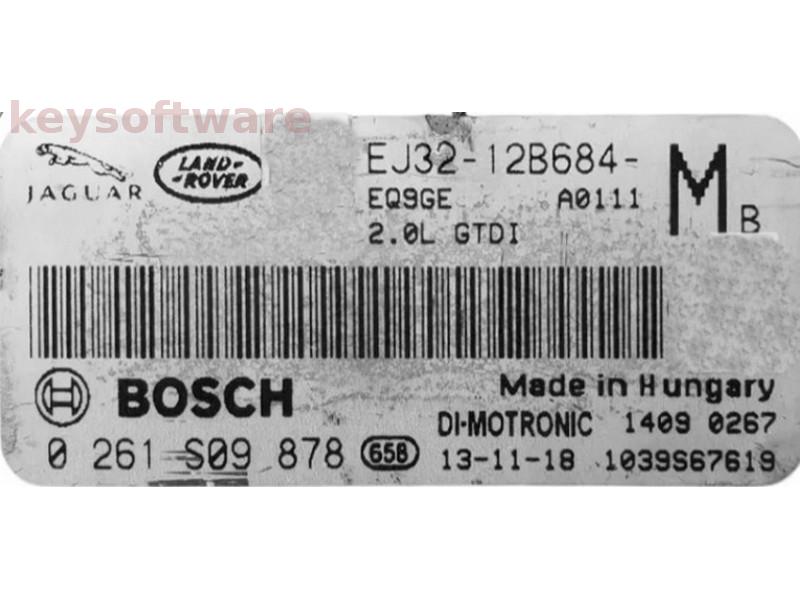 keysoftware
JAGUAR
LAND-
-ROVER
EJ32-12B684-
M B
EQ9GE A0111
2.0L GTDI
BOSCH
Made in Hungary
DI-MOTRONIC 1409 0267
0 261 S09 878 658 13-11-18 1039S67619